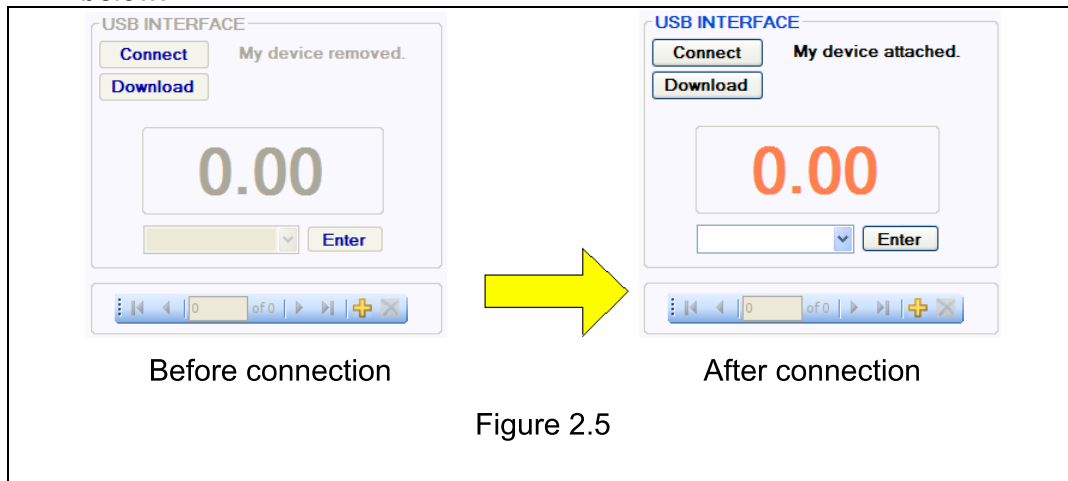 USB INTERFACE
Connect My device removed.
Download
0.00
Enter
0 of 0
Before connection
USB INTERFACE
Connect My device attached.
Download
0.00
Enter
0 of 0
After connection
Figure 2.5